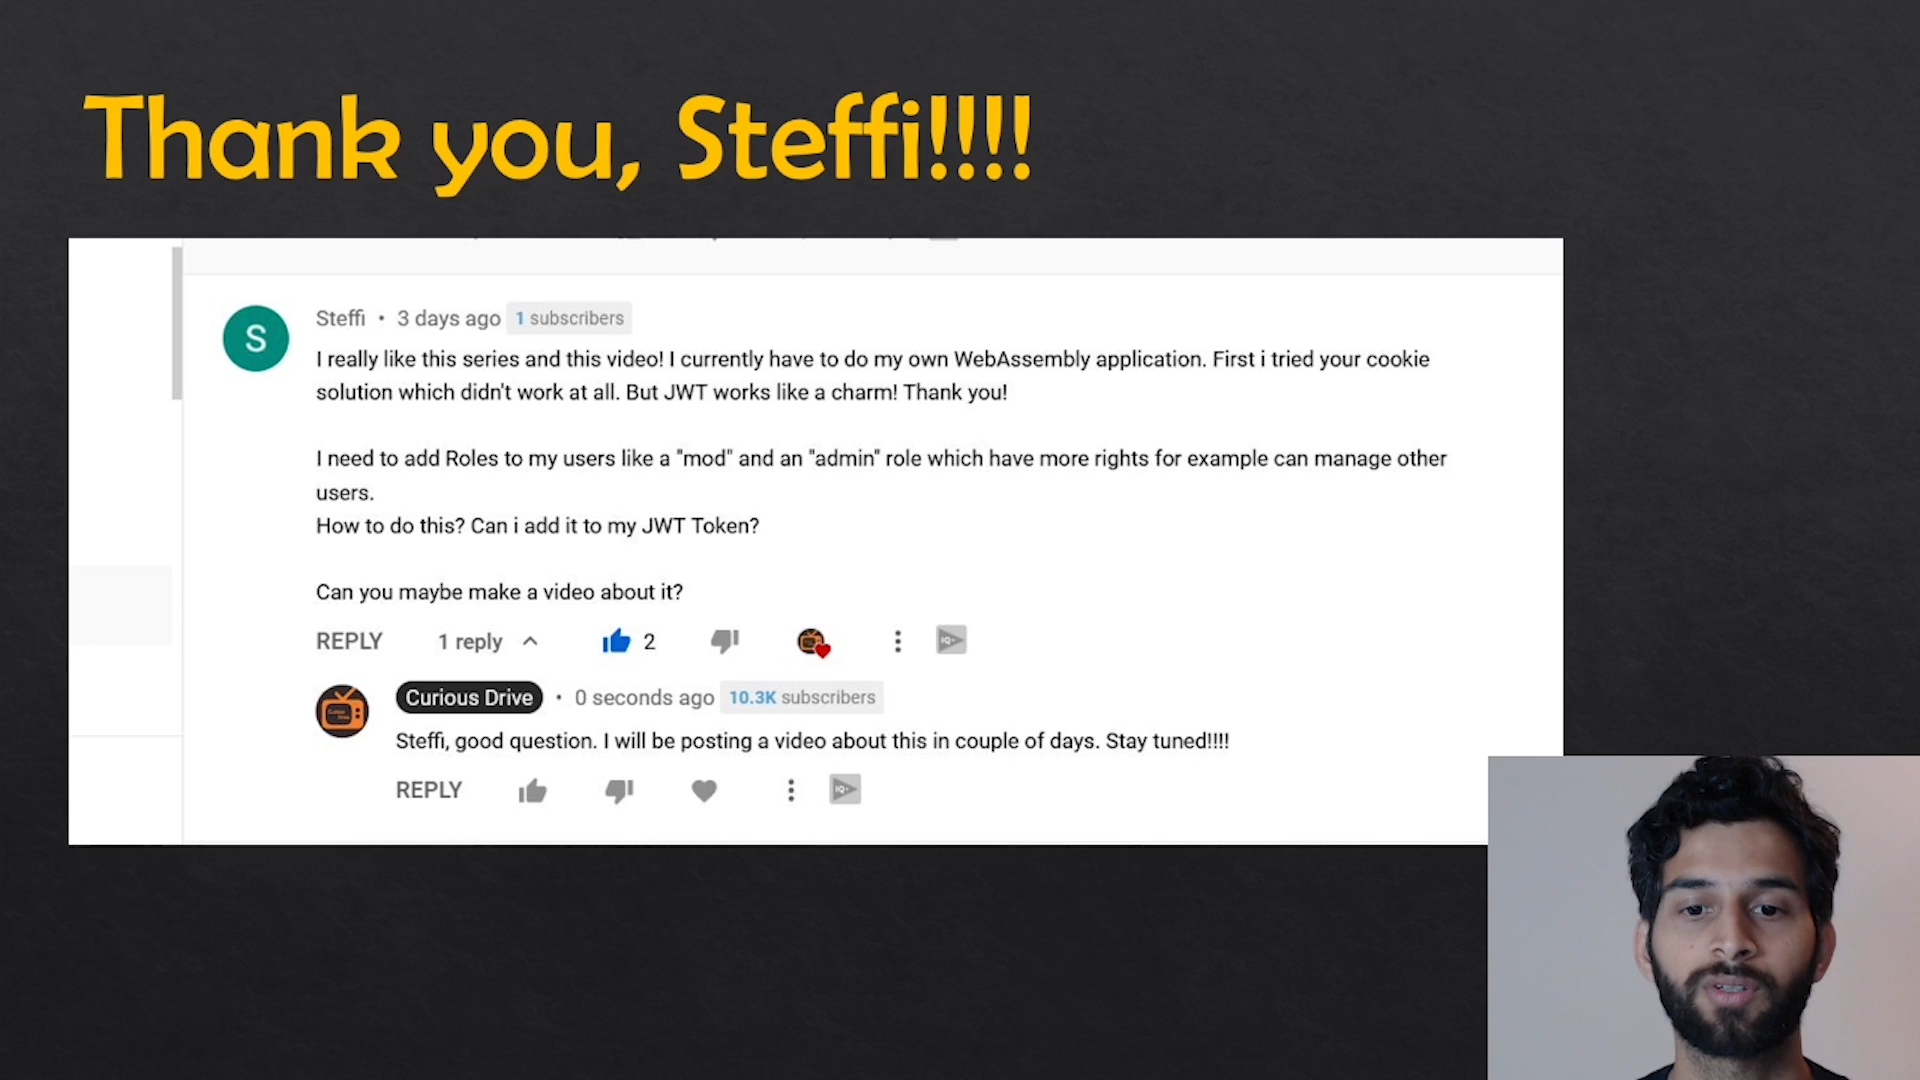 Thank you, Steffi!!!!
S
Steffi • 3 days ago 1 subscribers
I really like this series and this video! I currently have to do my own WebAssembly application. First i tried your cookie
solution which didn't work at all. But JWT works like a charm! Thank you!
I need to add Roles to my users like a "mod" and an "admin" role which have more rights for example can manage other
users.
How to do this? Can i add it to my JWT Token?
Can you maybe make a video about it?
REPLY 1 reply 2 IQ
Curious Drive • 0 seconds ago 10.3K subscribers
Steffi, good question. I will be posting a video about this in couple of days. Stay tuned!!!!
REPLY IQ